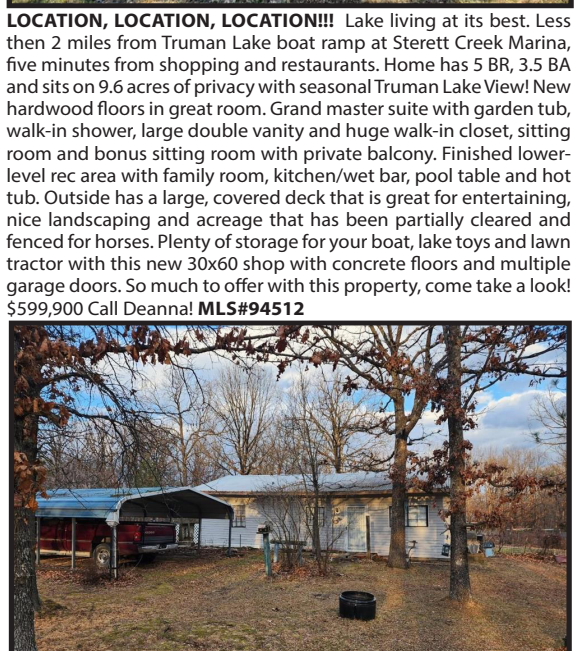 LOCATION, LOCATION, LOCATION!!! Lake living at its best. Less
then 2 miles from Truman Lake boat ramp at Sterett Creek Marina,
five minutes from shopping and restaurants. Home has 5 BR, 3.5 BA
and sits on 9.6 acres of privacy with seasonal Truman Lake View! New
hardwood floors in great room. Grand master suite with garden tub,
walk-in shower, large double vanity and huge walk-in closet, sitting
room and bonus sitting room with private balcony. Finished lower-
level rec area with family room, kitchen/wet bar, pool table and hot
tub. Outside has a large, covered deck that is great for entertaining,
nice landscaping and acreage that has been partially cleared and
fenced for horses. Plenty of storage for your boat, lake toys and lawn
tractor with this new 30x60 shop with concrete floors and multiple
garage doors. So much to offer with this property, come take a look!
$599,900 Call Deanna! MLS#94512